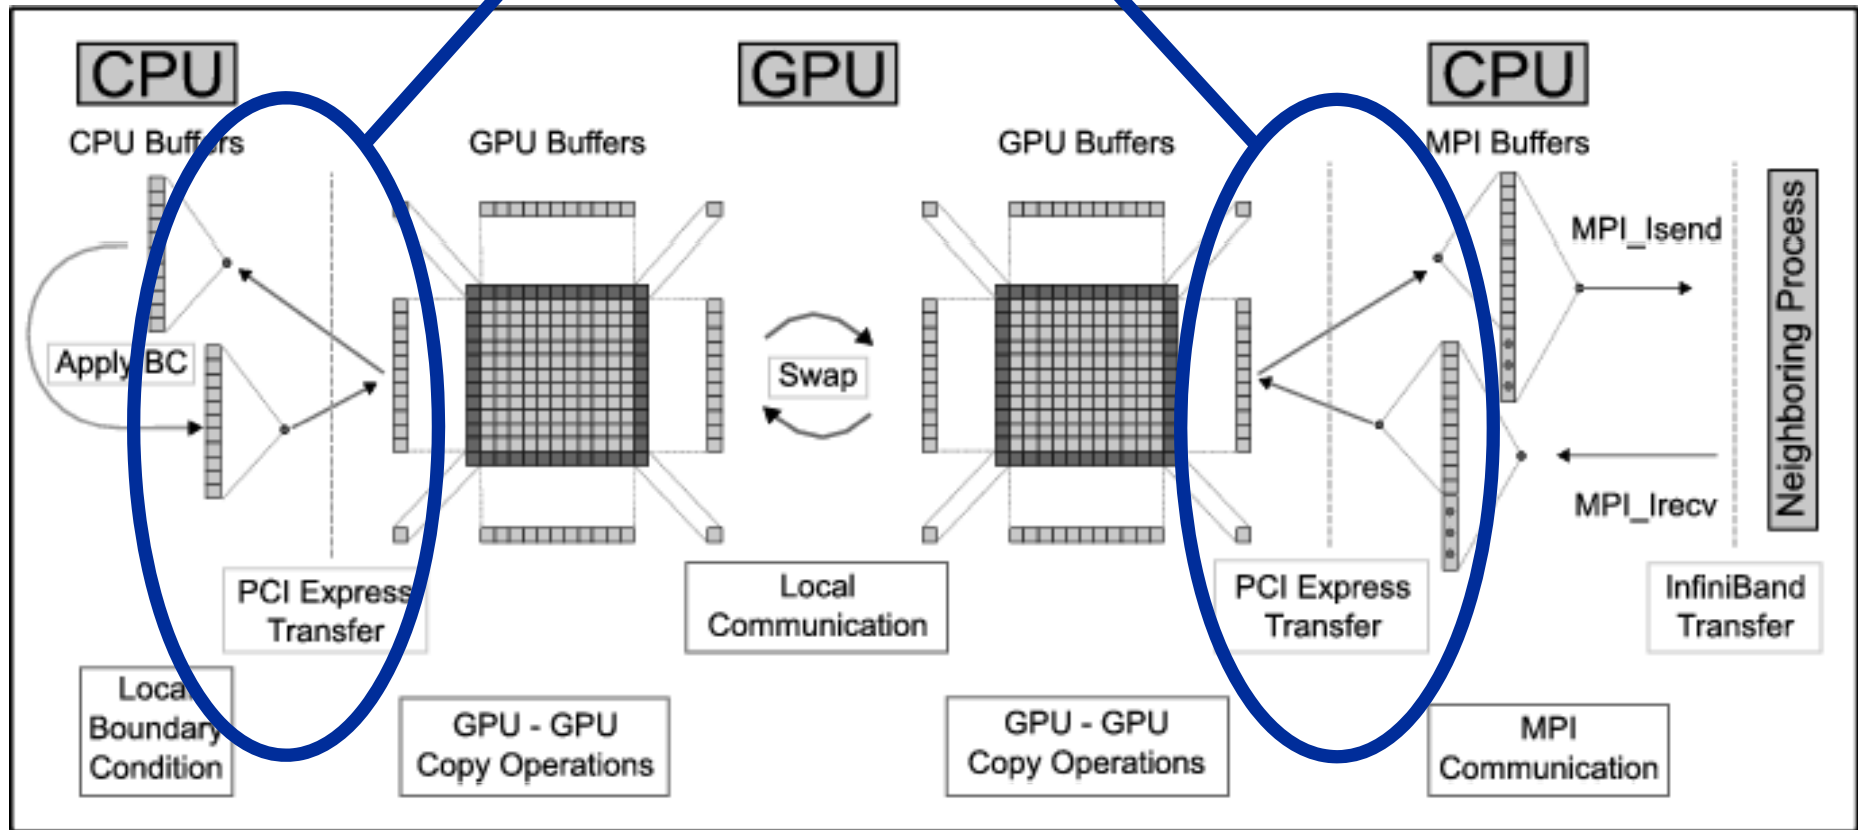 CPU
GPU
CPU
CPU Buffers
GPU Buffers
GPU Buffers
MPI Buffers
MPI_Isend
Apply BC
Swap
MPI_Irecv
Neighboring Process
PCI Express
Transfer
Local
Communication
PCI Express
Transfer
InfiniBand
Transfer
Local
Boundary
Condition
GPU - GPU
Copy Operations
GPU - GPU
Copy Operations
MPI
Communication